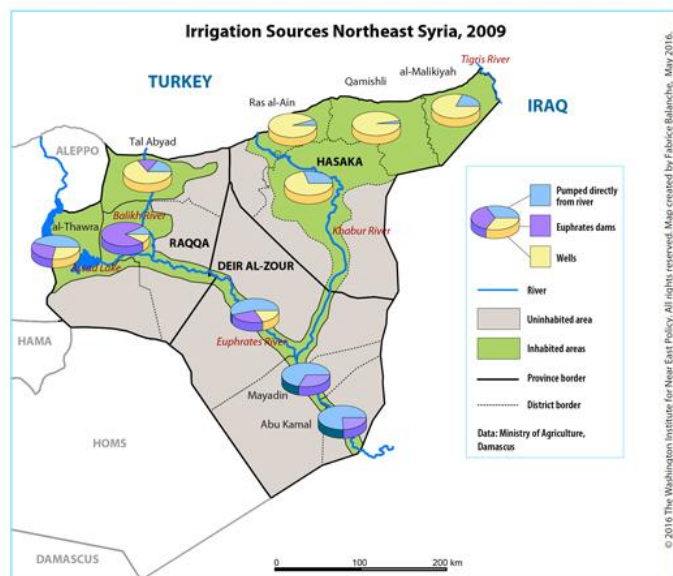 Irrigation Sources Northeast Syria, 2009
Tigris River
TURKEY
al-Malikiyah
Qamishli
IRAQ
Ras al-Ain
ALEPPO
Tal Abyad
HASAKA
Balikh River
al-Thawra
RAQQA
Khabur River
Assad Lake
DEIR AL-ZOUR
HAMA
Euphrates River
Mayadin
Abu Kamal
HOMS
DAMASCUS
Pumped directly
from river
Euphrates dams
Wells
River
Uninhabited area
Inhabited areas
Province border
District border
Data: Ministry of Agriculture,
Damascus
0 100 200 km
© 2016 The Washington Institute for Near East Policy. All rights reserved. Map created by Fabrice Balanche, May 2016.